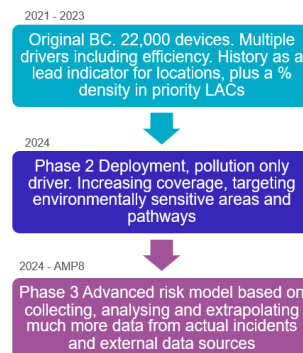 2021 - 2023
Original BC. 22,000 devices. Multiple
drivers including efficiency. History as a
lead indicator for locations, plus a %
density in priority LACs
2024
Phase 2 Deployment, pollution only
driver. Increasing coverage, targeting
environmentally sensitive areas and
pathways
2024 - AMP8
Phase 3 Advanced risk model based on
collecting, analysing and extrapolating
much more data from actual incidents
and external data sources